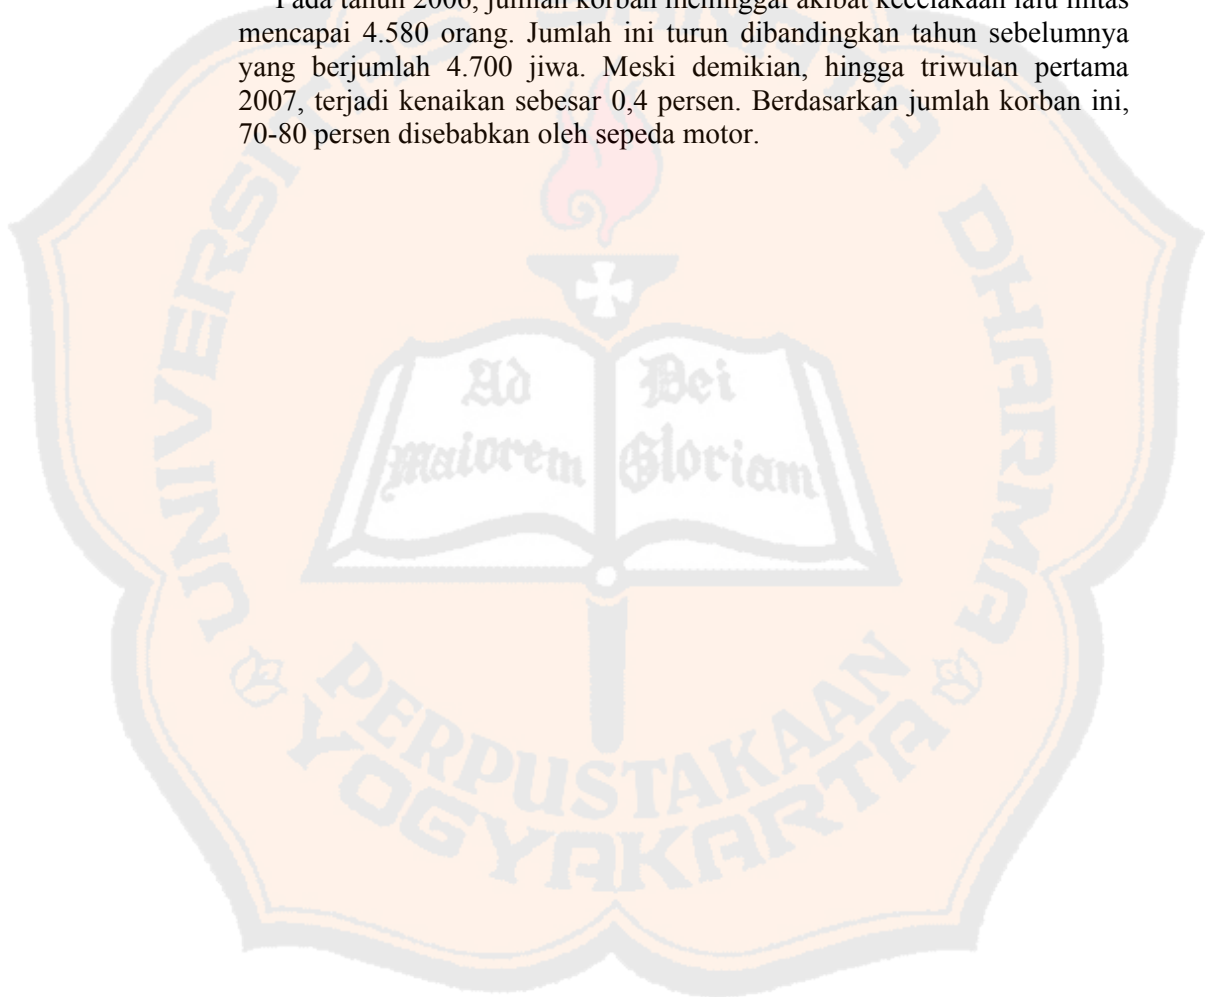 Pada tahun 2006, jumlah korban meninggal akibat kecelakaan lalu lintas
mencapai 4.580 orang. Jumlah ini turun dibandingkan tahun sebelumnya
yang berjumlah 4.700 jiwa. Meski demikian, hingga triwulan pertama
2007, terjadi kenaikan sebesar 0,4 persen. Berdasarkan jumlah korban ini,
70-80 persen disebabkan oleh sepeda motor.
UNIVERSITAS SANATA DHARMA
Ad Dei
Maiorem Gloriam
PERPUSTAKAAN
YOGYAKARTA